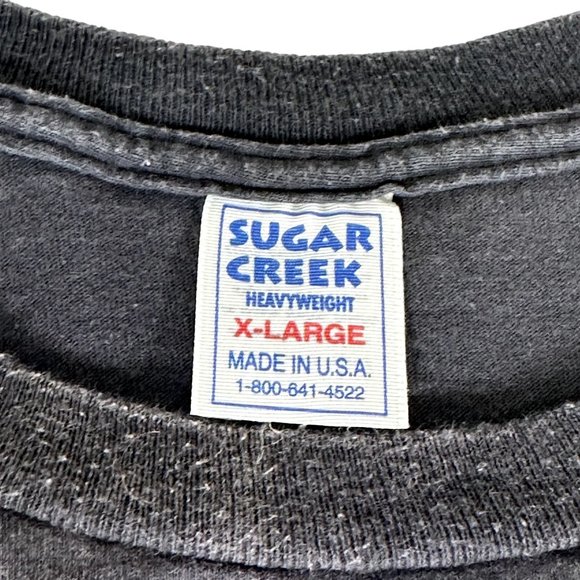 SUGAR
CREEK
HEAVYWEIGHT
X-LARGE
MADE IN U.S.A.
1-800-641-4522